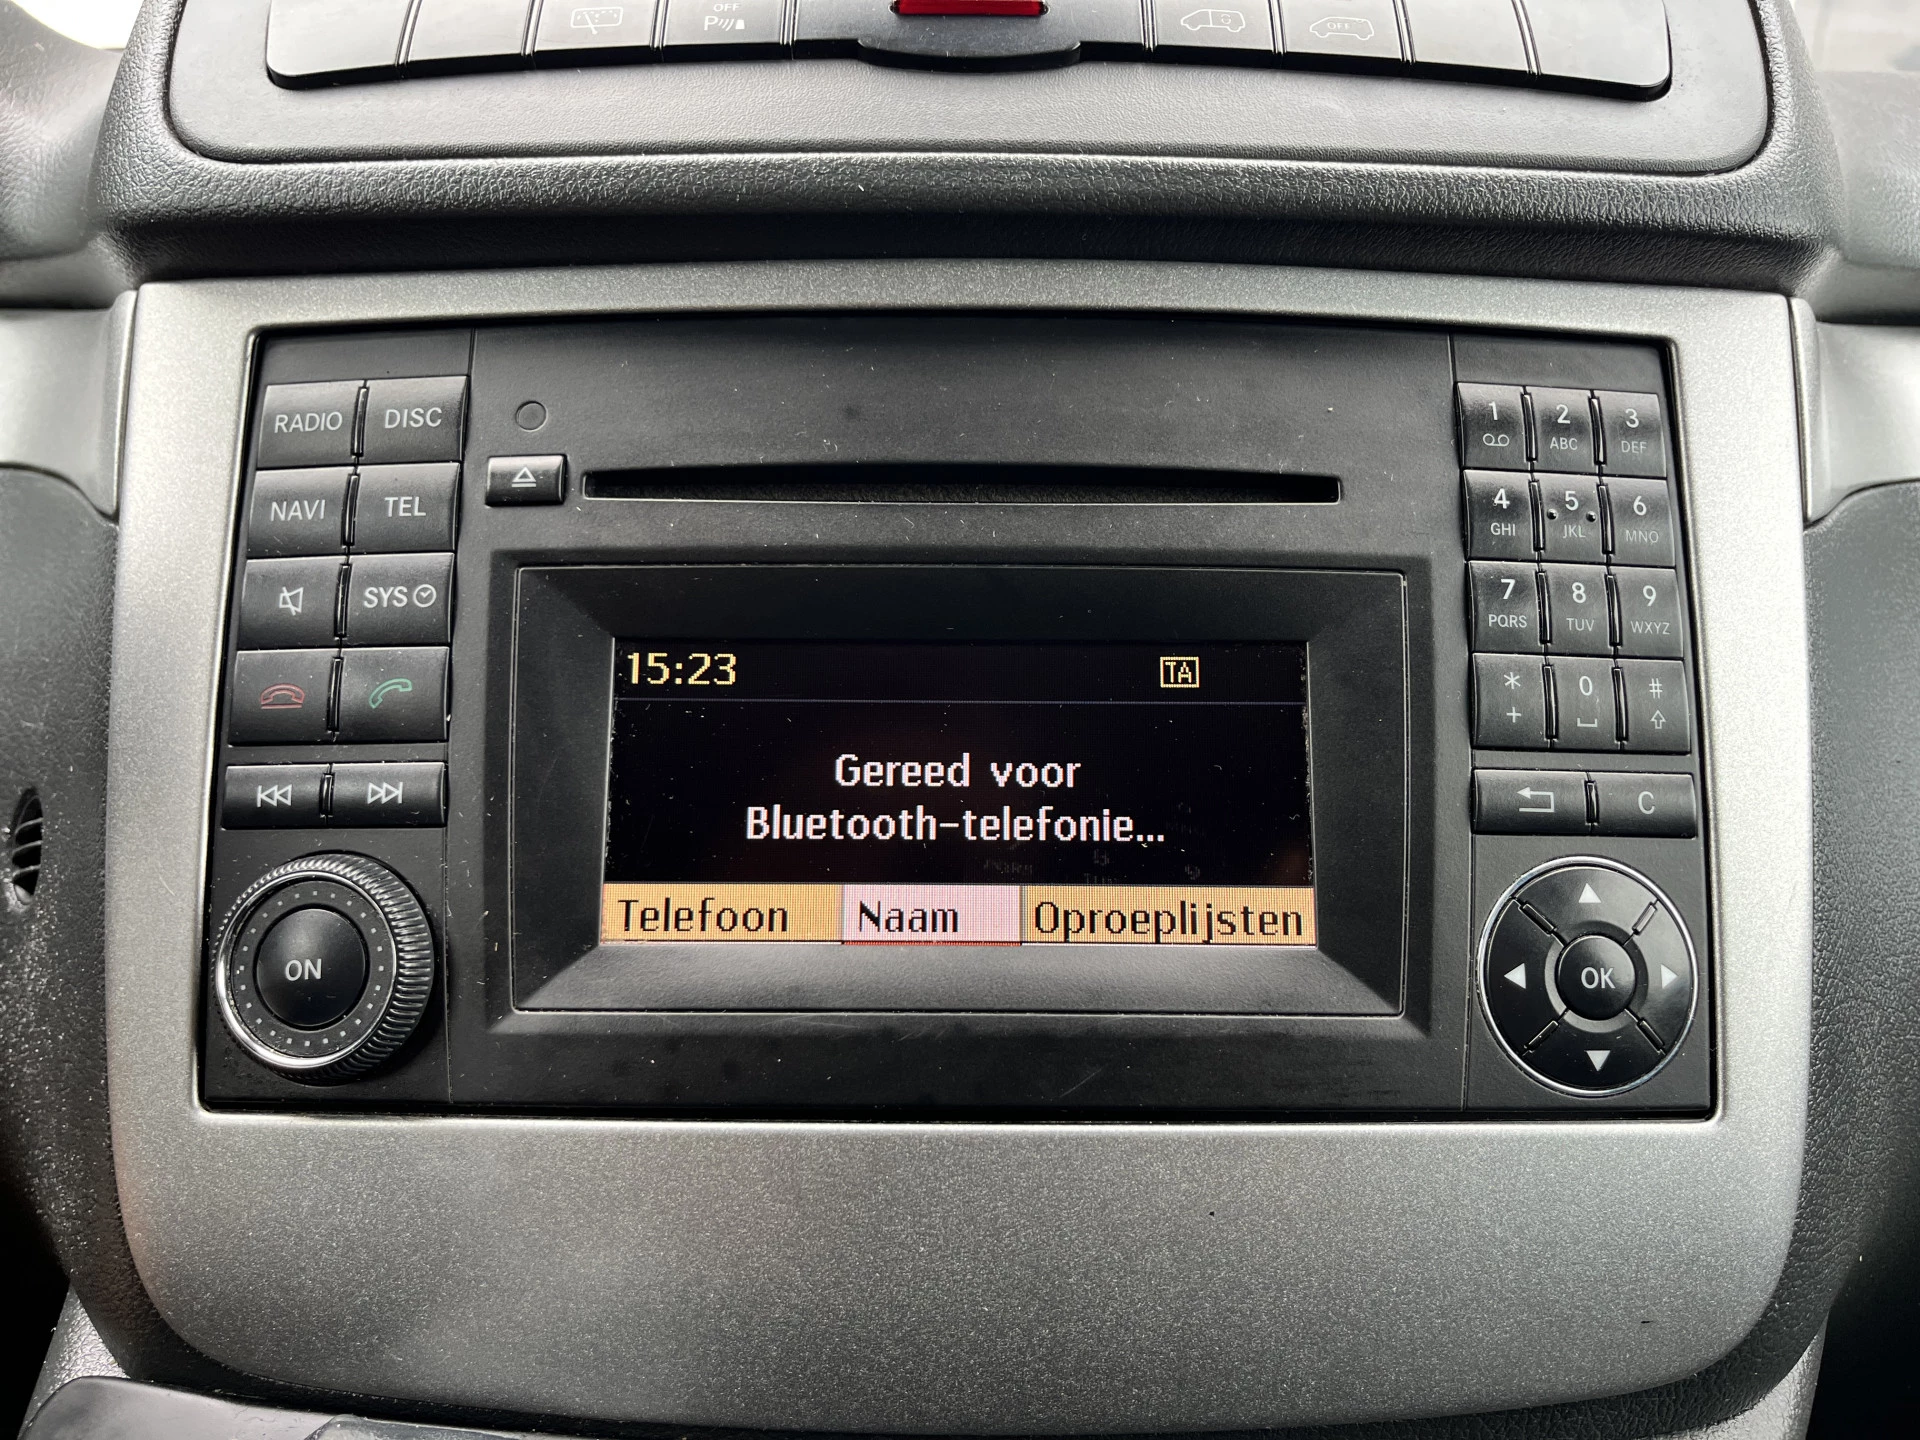 OFF
P
OFF
RADIO DISC
NAVI TEL
SYS
ON
15:23 TA
Gereed voor
Bluetooth-telefonie...
Telefoon Naam Oproeplijsten
1 2 3
ABC DEF
4 5 6
GHI JKL MNO
7 8 9
PQRS TUV WXYZ
* 0 #
+
C
OK